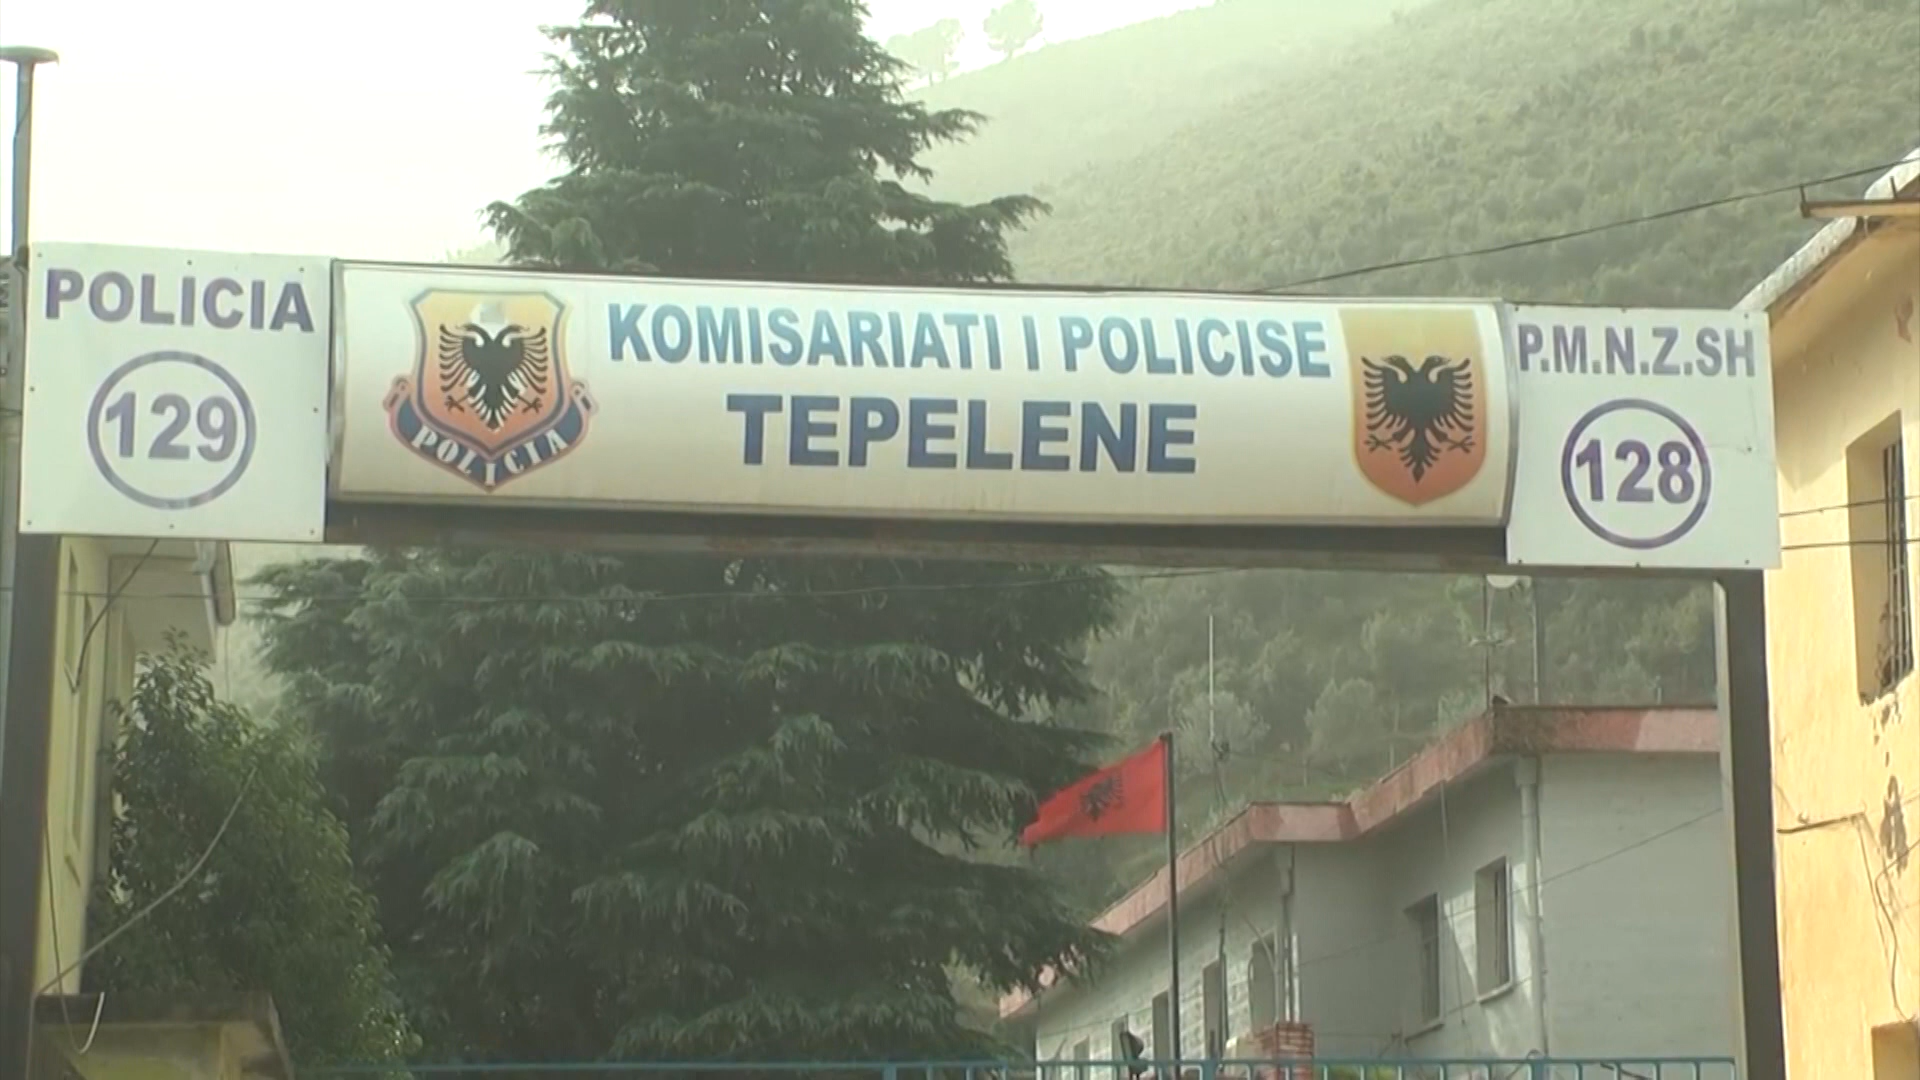 POLICIA
129
POLICIA
KOMISARIATI I POLICISE
TEPELENE
P.M.N.Z.SH
128